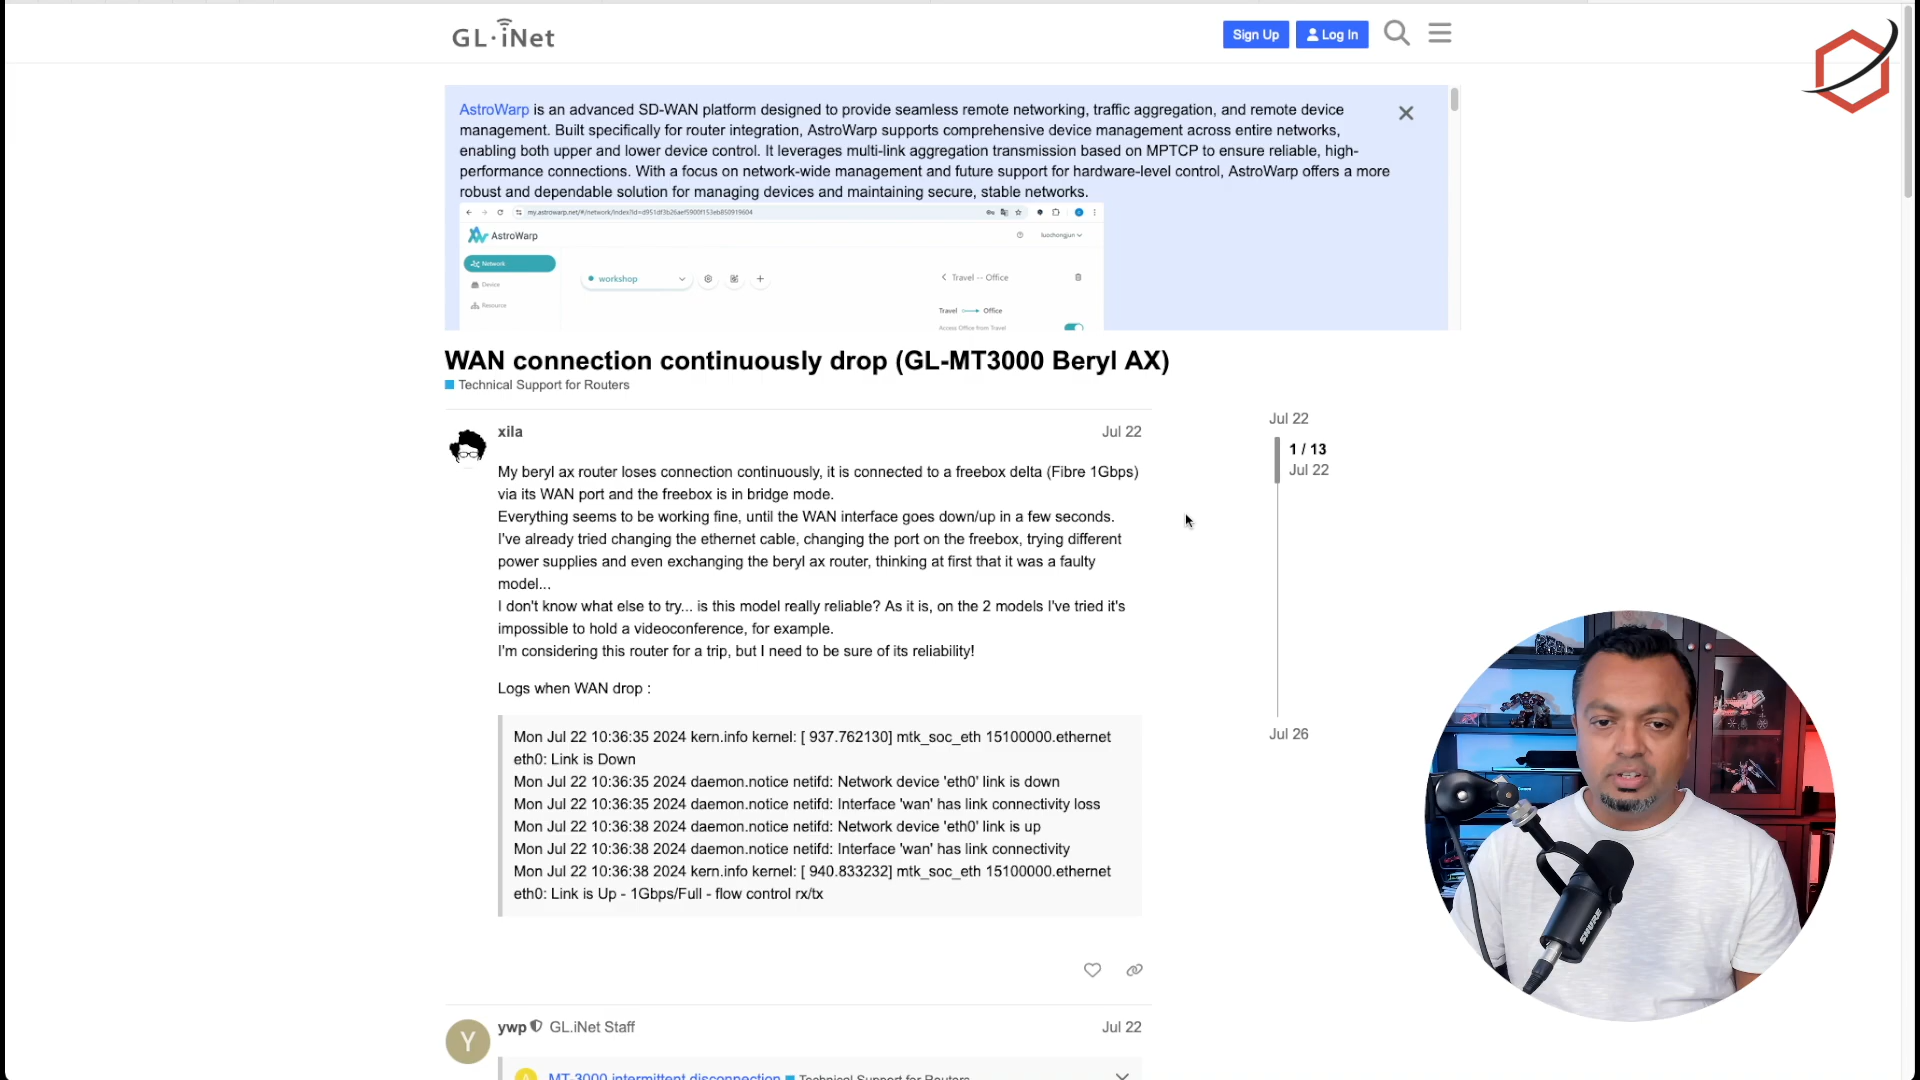 GL·iNet
Sign Up
Log In
AstroWarp is an advanced SD-WAN platform designed to provide seamless remote networking, traffic aggregation, and remote device
management. Built specifically for router integration, AstroWarp supports comprehensive device management across entire networks,
enabling both upper and lower device control. It leverages multi-link aggregation transmission based on MPTCP to ensure reliable, high-
performance connections. With a focus on network-wide management and future support for hardware-level control, AstroWarp offers a more
robust and dependable solution for managing devices and maintaining secure, stable networks.
AstroWarp
luochongjun
Network
Device
Resource
workshop
Travel -- Office
Travel
Office
Access Office from Travel
WAN connection continuously drop (GL-MT3000 Beryl AX)
Technical Support for Routers
xila
Jul 22
My beryl ax router loses connection continuously, it is connected to a freebox delta (Fibre 1Gbps)
via its WAN port and the freebox is in bridge mode.
Everything seems to be working fine, until the WAN interface goes down/up in a few seconds.
I've already tried changing the ethernet cable, changing the port on the freebox, trying different
power supplies and even exchanging the beryl ax router, thinking at first that it was a faulty
model...
I don't know what else to try... is this model really reliable? As it is, on the 2 models I've tried it's
impossible to hold a videoconference, for example.
I'm considering this router for a trip, but I need to be sure of its reliability!
Logs when WAN drop :
Mon Jul 22 10:36:35 2024 kern.info kernel: [ 937.762130] mtk_soc_eth 15100000.ethernet
eth0: Link is Down
Mon Jul 22 10:36:35 2024 daemon.notice netifd: Network device 'eth0' link is down
Mon Jul 22 10:36:35 2024 daemon.notice netifd: Interface 'wan' has link connectivity loss
Mon Jul 22 10:36:38 2024 daemon.notice netifd: Network device 'eth0' link is up
Mon Jul 22 10:36:38 2024 daemon.notice netifd: Interface 'wan' has link connectivity
Mon Jul 22 10:36:38 2024 kern.info kernel: [ 940.833232] mtk_soc_eth 15100000.ethernet
eth0: Link is Up - 1Gbps/Full - flow control rx/tx
Jul 22
1 / 13
Jul 22
Jul 26
SHURE
Y
ywp
GL.iNet Staff
Jul 22
MT-3000 intermittent disconnection
Technical Support for Routers